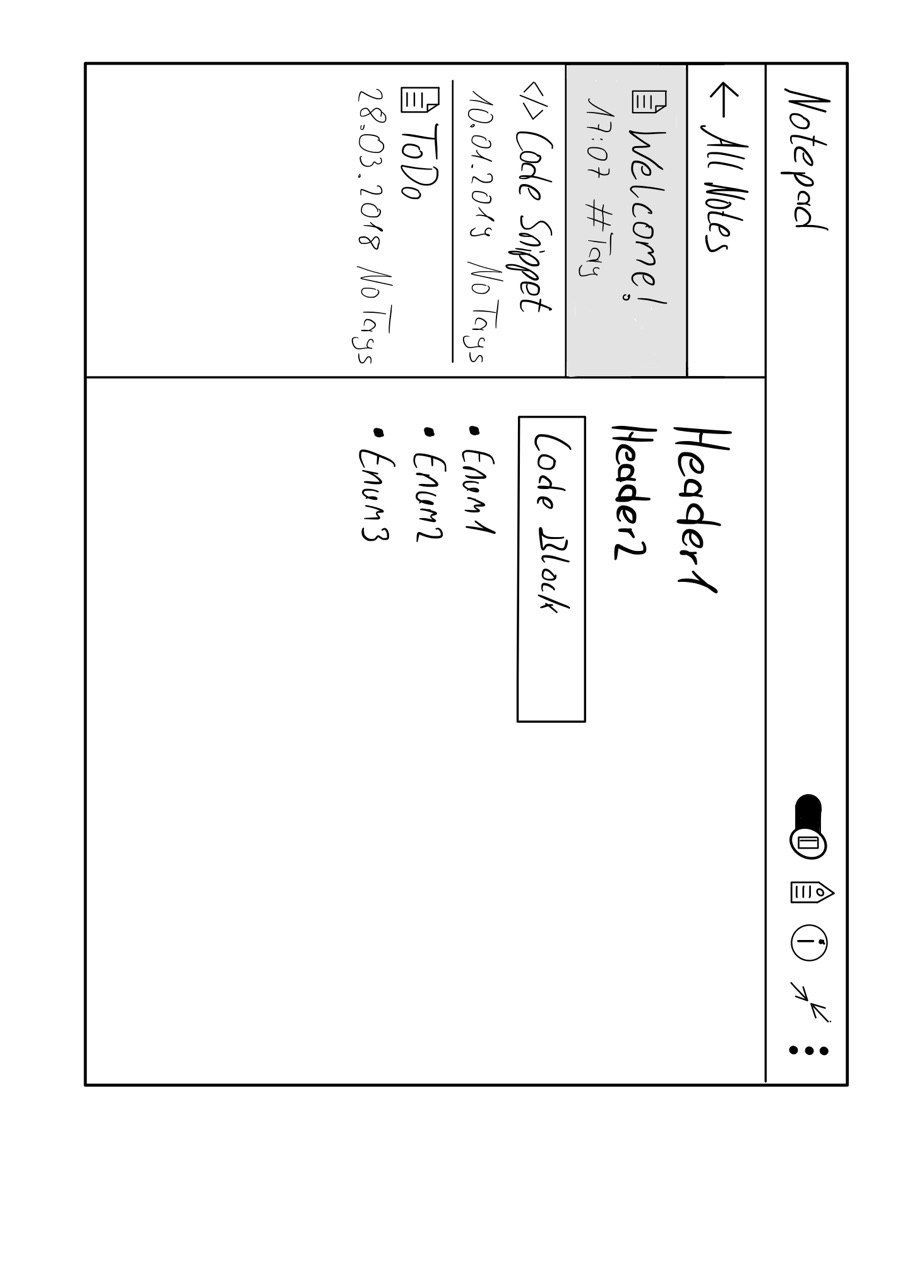 Notepad
← All Notes
Welcome!
17:07 #Tag
</> Code Snippet
10.01.2019 No Tags
ToDo
28.03.2018 No Tags
Header1
Header2
Code Block
• Enum1
• Enum2
• Enum3